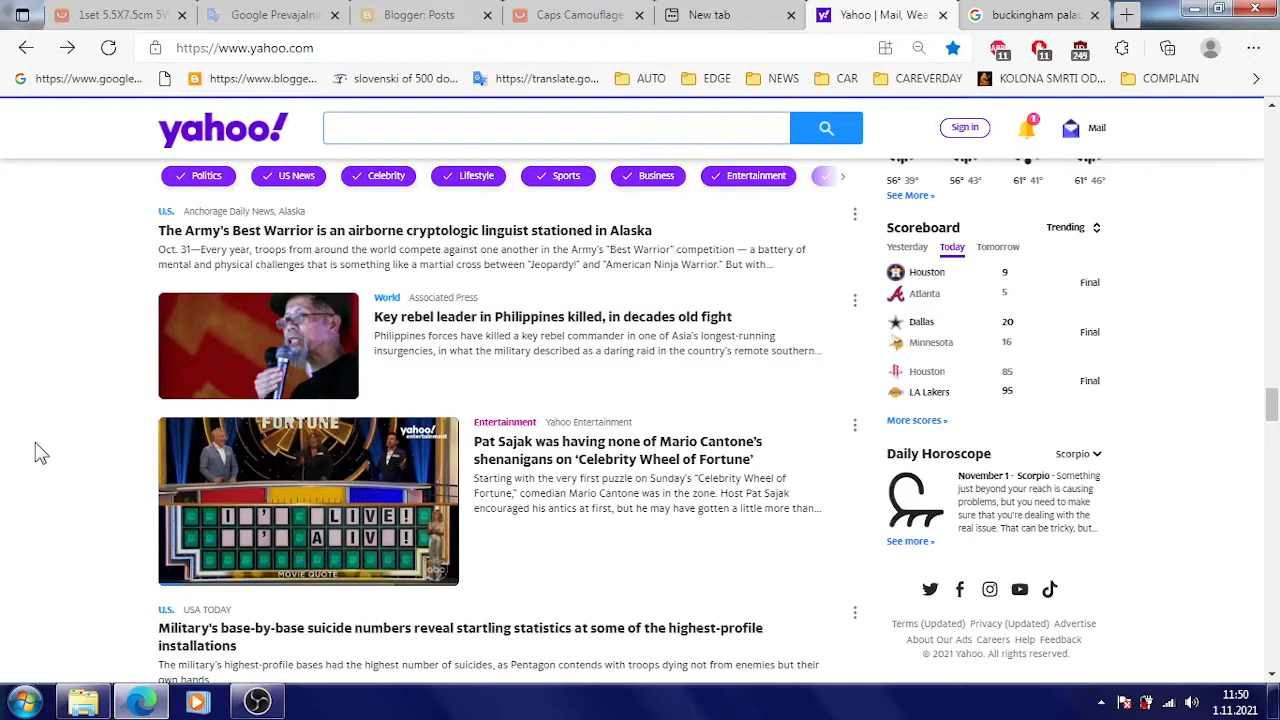 1st 5.5X7.5cm 5W
Google Prevajalnik
Blogger: Posts
Caps camouflage
New tab
Yahoo | Mail, Wea
buckingham palac
https://www.yahoo.com
11
11
249
https://www.google...
https://www.blogge...
slovenski of 500 do...
https://translate.go...
AUTO
EDGE
NEWS
CAR
CAREVERDAY
KOLONA SMRTI OD...
COMPLAIN
yahoo!
Sign in
1
Mail
Politics
US News
Celebrity
Lifestyle
Sports
Business
Entertainment
U.S. Anchorage Daily News, Alaska
The Army's Best Warrior is an airborne cryptologic linguist stationed in Alaska
Oct. 31—Every year, troops from around the world compete against one another in the Army's "Best Warrior" competition — a battery of
mental and physical challenges that is something like a martial cross between "Jeopardy!" and "American Ninja Warrior." But with...
World Associated Press
Key rebel leader in Philippines killed, in decades old fight
Philippines forces have killed a key rebel commander in one of Asia's longest-running
insurgencies, in what the military described as a daring raid in the country's remote southern...
FORTUNE
yahoo!
entertainment
I'M ALIVE!
I'M ALIVE!
MOVIE QUOTE
abc
Entertainment Yahoo Entertainment
Pat Sajak was having none of Mario Cantone's
shenanigans on 'Celebrity Wheel of Fortune'
Starting with the very first puzzle on Sunday's "Celebrity Wheel of
Fortune," comedian Mario Cantone was in the zone. Host Pat Sajak
encouraged his antics at first, but he may have gotten a little more than...
U.S. USA TODAY
Military's base-by-base suicide numbers reveal startling statistics at some of the highest-profile
installations
The military's highest-profile bases had the highest number of suicides, as Pentagon contends with troops dying not from enemies but their
own hands
56° 39° 56° 43° 61° 41° 61° 46°
See More »
Scoreboard
Trending
Yesterday Today Tomorrow
Houston 9
Atlanta 5
Final
Dallas 20
Minnesota 16
Final
Houston 85
LA Lakers 95
Final
More scores »
Daily Horoscope
Scorpio
November 1 - Scorpio - Something
just beyond your reach is causing
problems, but you need to make
sure that you're dealing with the
real issue. That can be tricky, but...
See more »
Terms (Updated) Privacy (Updated) Advertise
About Our Ads Careers Help Feedback
© 2021 Yahoo. All rights reserved.
11:50
1.11.2021